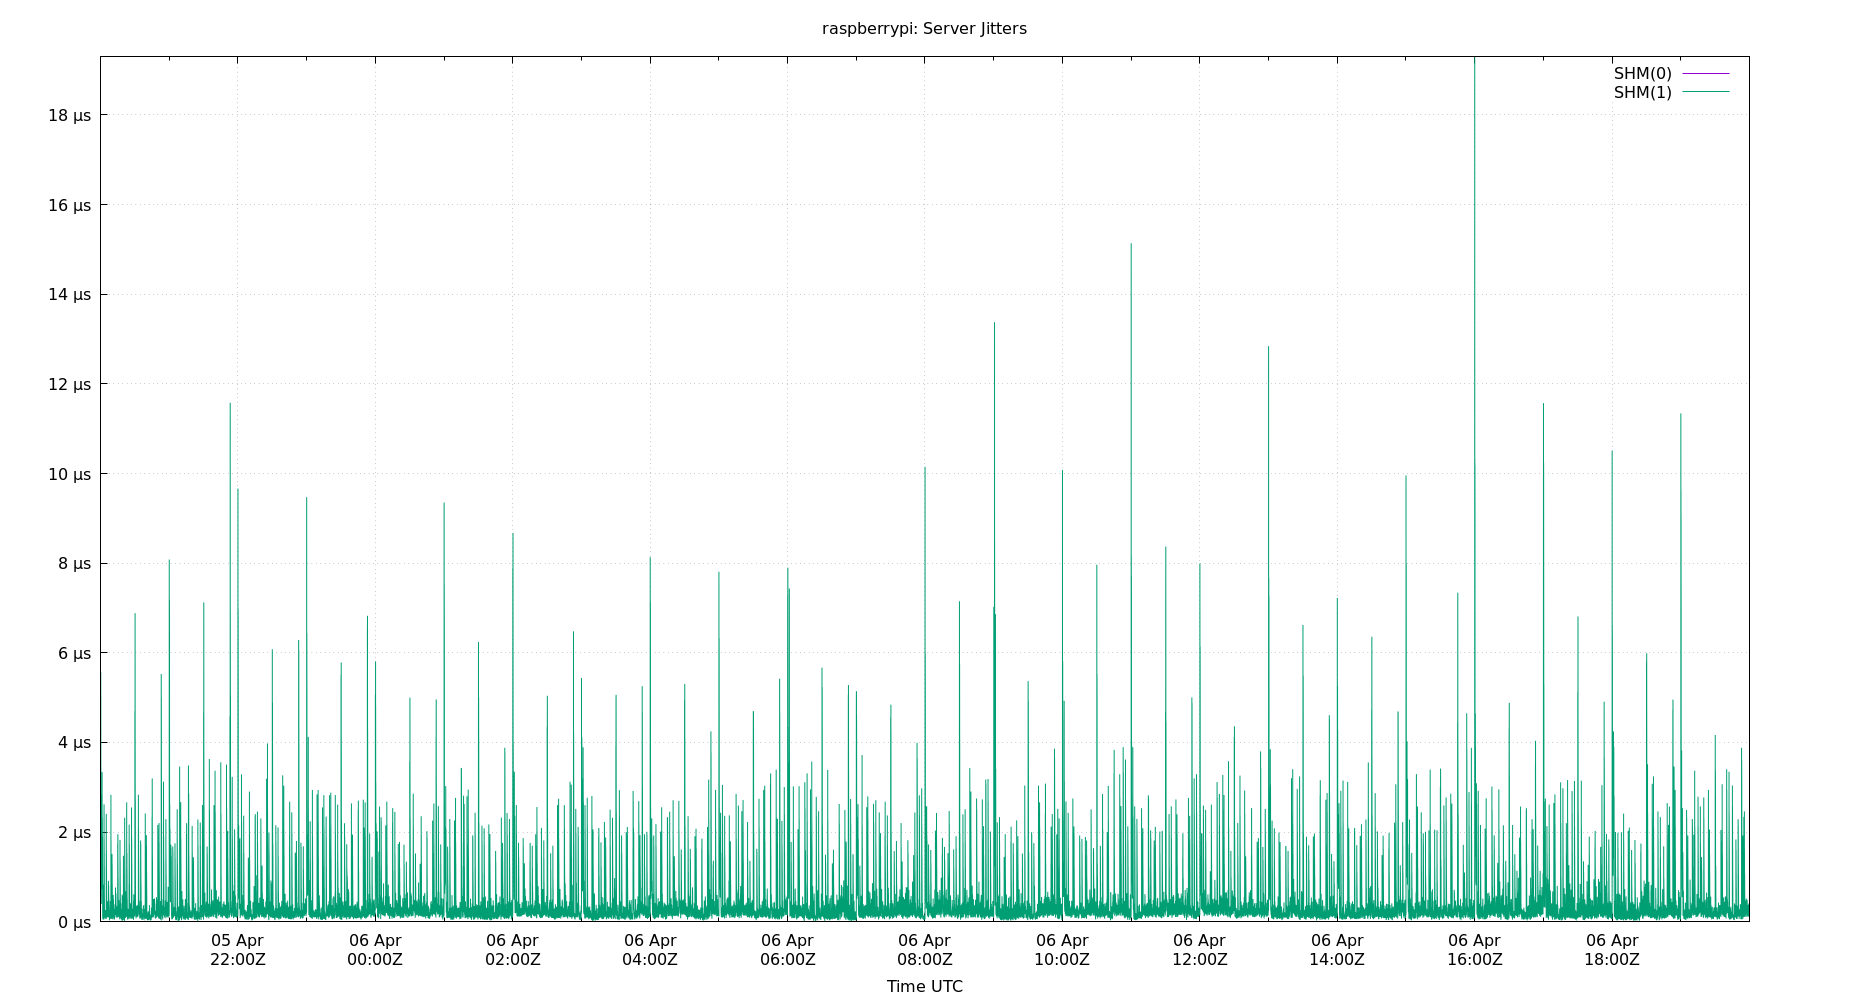 raspberrypi: Server Jitters
SHM(0)
SHM(1)
18 µs
16 µs
14 µs
12 µs
10 µs
8 µs
6 µs
4 µs
2 µs
0 µs
05 Apr 06 Apr 06 Apr 06 Apr 06 Apr 06 Apr 06 Apr 06 Apr 06 Apr 06 Apr 06 Apr
22:00Z 00:00Z 02:00Z 04:00Z 06:00Z 08:00Z 10:00Z 12:00Z 14:00Z 16:00Z 18:00Z
Time UTC